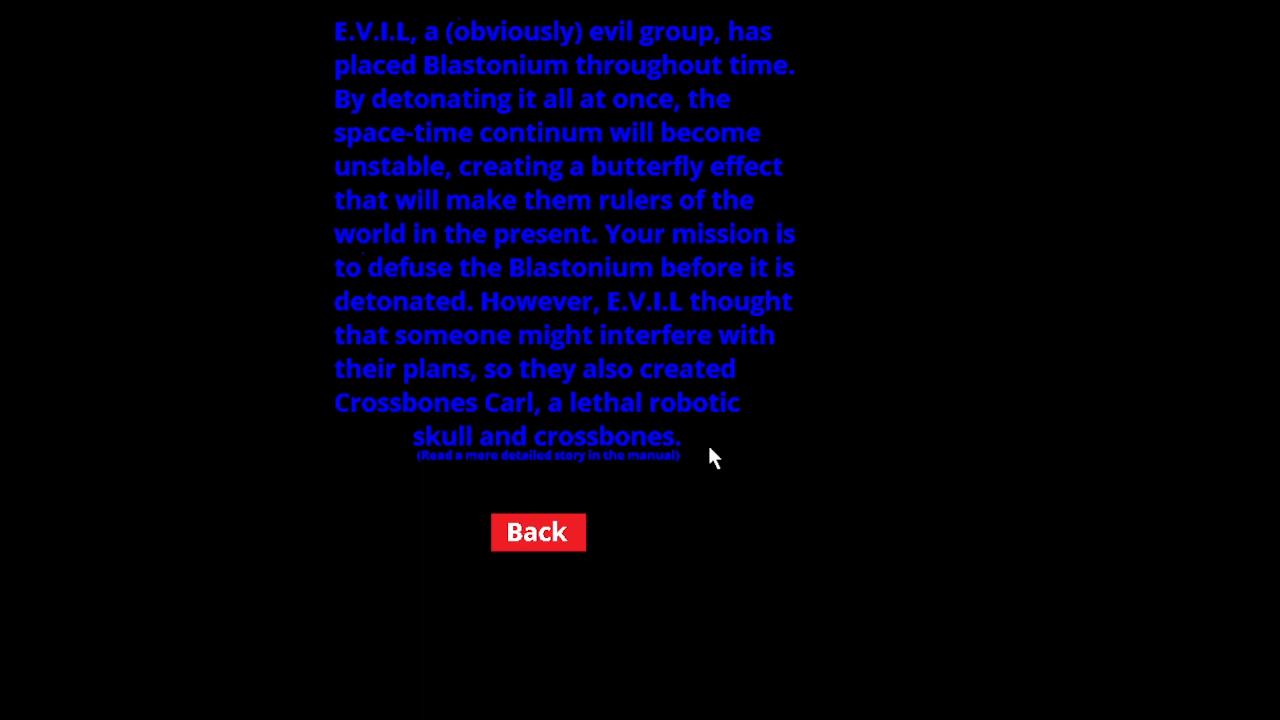 E.V.I.L, a (obviously) evil group, has
placed Blastonium throughout time.
By detonating it all at once, the
space-time continum will become
unstable, creating a butterfly effect
that will make them rulers of the
world in the present. Your mission is
to defuse the Blastonium before it is
detonated. However, E.V.I.L thought
that someone might interfere with
their plans, so they also created
Crossbones Carl, a lethal robotic
skull and crossbones.
(Read a more detailed story in the manual)
Back